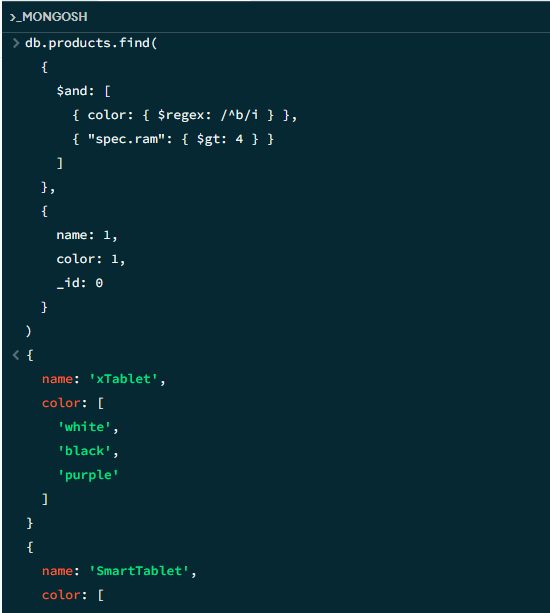 >_MONGOSH
> db.products.find(
{
$and: [
{ color: { $regex: /^b/i } },
{ "spec.ram": { $gt: 4 } }
]
},
{
name: 1,
color: 1,
_id: 0
}
)
< {
name: 'xTablet',
color: [
'white',
'black',
'purple'
]
}
{
name: 'SmartTablet',
color: [